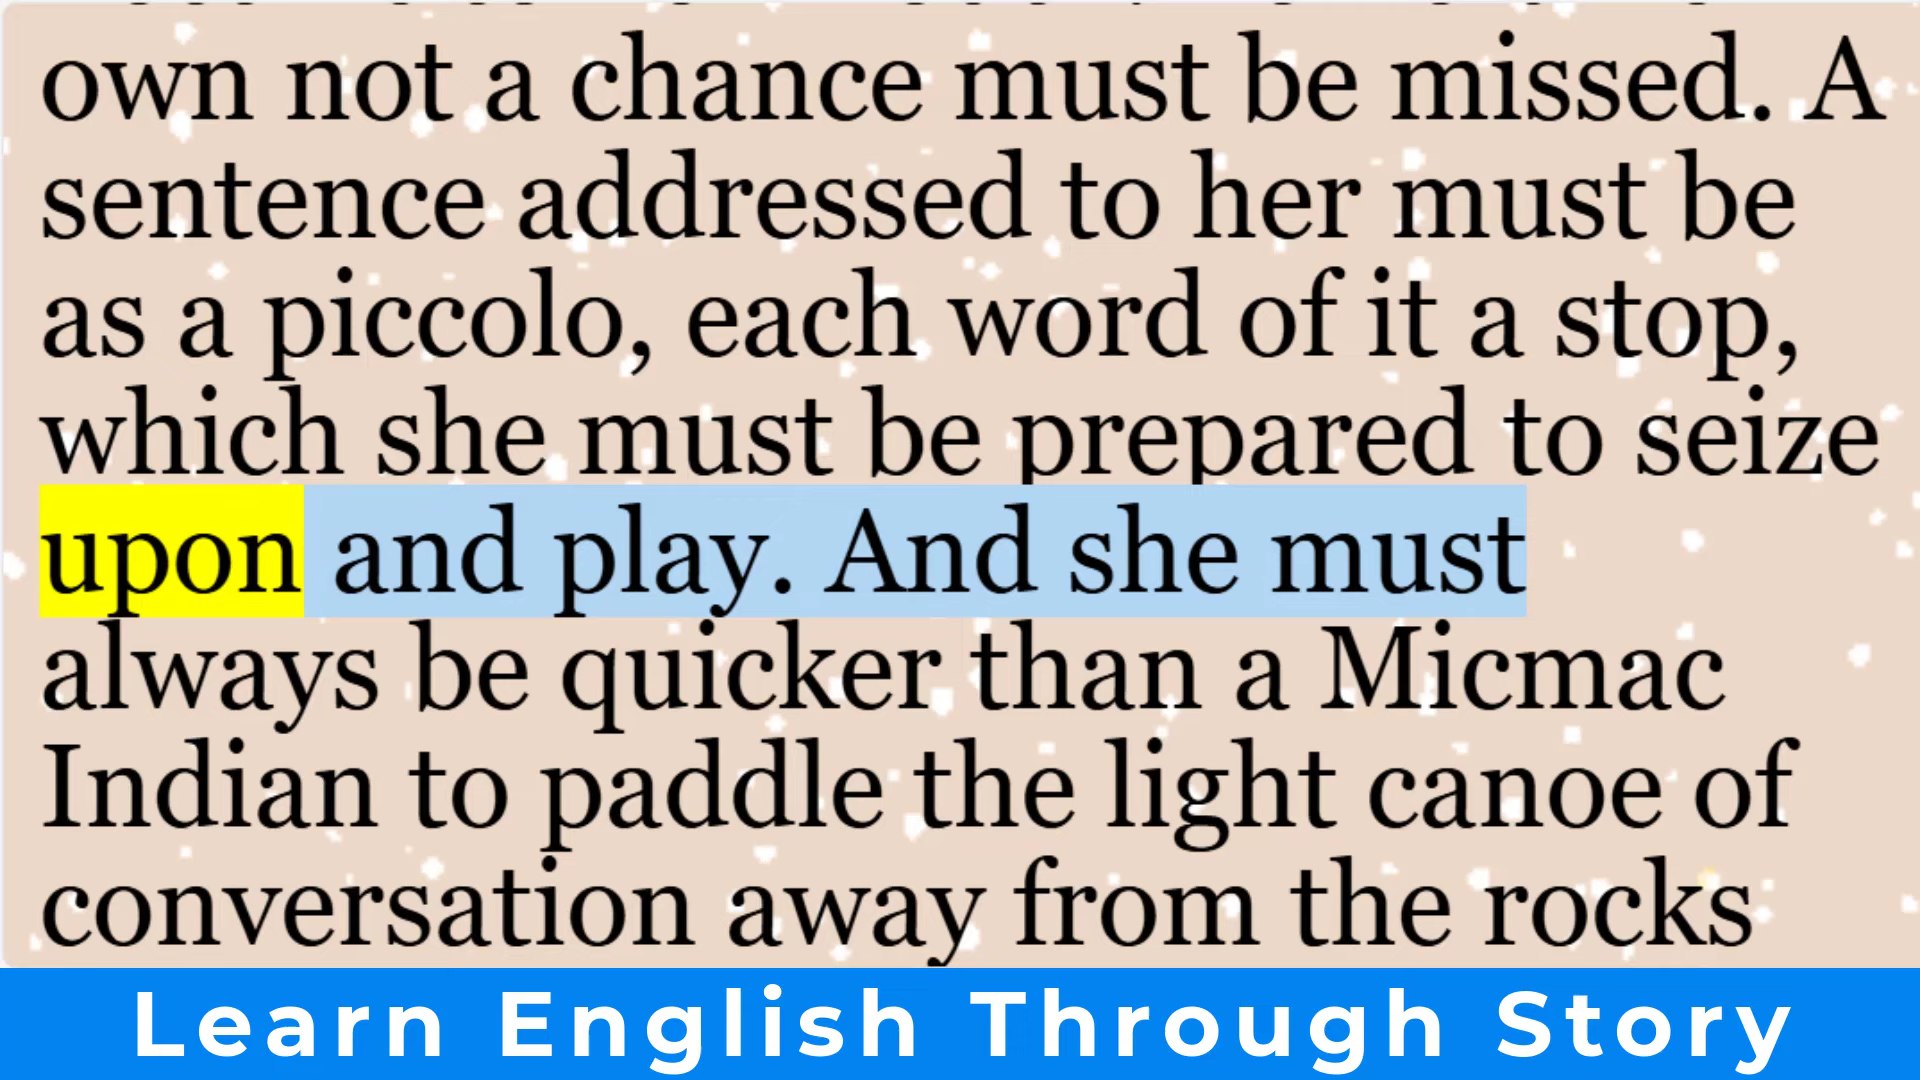 own not a chance must be missed. A
sentence addressed to her must be
as a piccolo, each word of it a stop,
which she must be prepared to seize
upon and play. And she must
always be quicker than a Micmac
Indian to paddle the light canoe of
conversation away from the rocks
Learn English Through Story